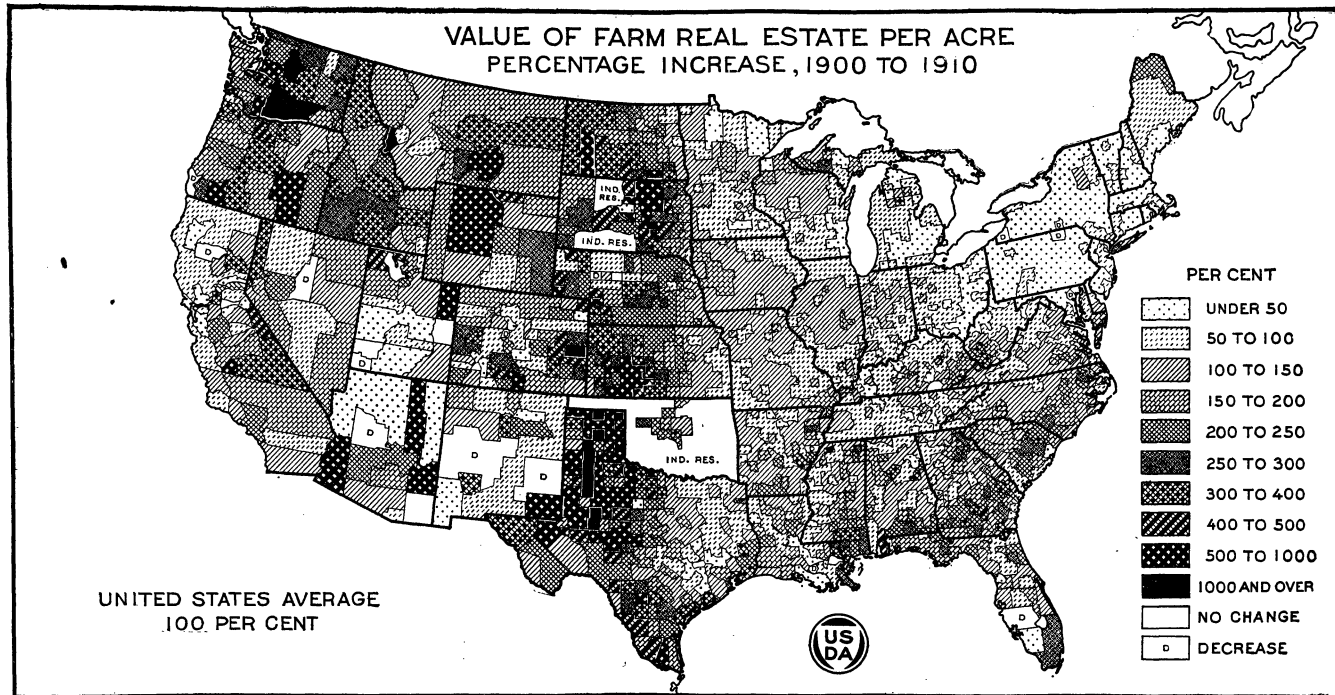 VALUE OF FARM REAL ESTATE PER ACRE
PERCENTAGE INCREASE, 1900 TO 1910
IND.
RES.
IND. RES.
D
D
D
D
D
D
D
IND. RES.
D
D
D
PER CENT
UNDER 50
50 TO 100
100 TO 150
150 TO 200
200 TO 250
250 TO 300
300 TO 400
400 TO 500
500 TO 1000
1000 AND OVER
NO CHANGE
D DECREASE
UNITED STATES AVERAGE
100 PER CENT
US
DA